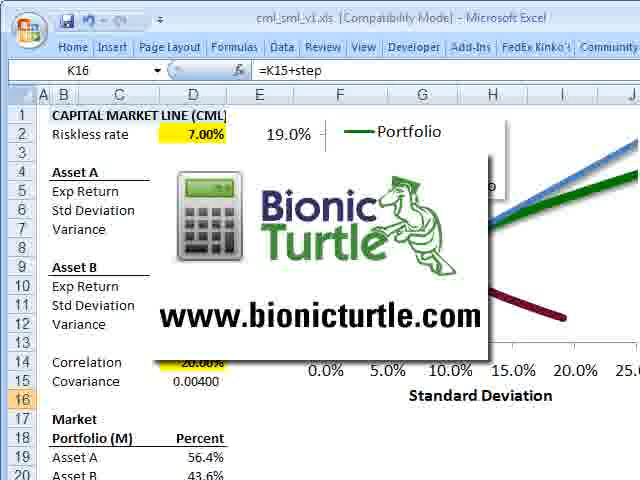 cml_sml_v1.xls [Compatibility Mode] - Microsoft Excel
Home Insert Page Layout Formulas Data Review View Developer Add-Ins FedEx Kinko's Community
K16 fx =K15+step
A B C D E F G H I J
1 CAPITAL MARKET LINE (CML)
2 Riskless rate 7.00% 19.0% Portfolio
3
4 Asset A
5 Exp Return
6 Std Deviation
7 Variance
8
9 Asset B
10 Exp Return
11 Std Deviation
12 Variance
13
14 Correlation 20.00%
15 Covariance 0.00400
16
17 Market
18 Portfolio (M) Percent
19 Asset A 56.4%
20 Asset B 43.6%
Bionic
Turtle
www.bionicturtle.com
0.0% 5.0% 10.0% 15.0% 20.0% 25.
Standard Deviation